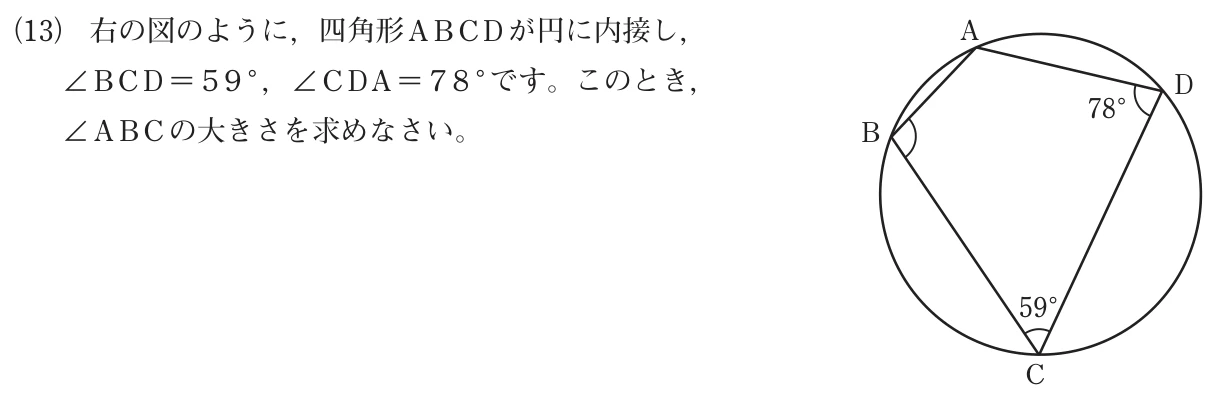 (13) 右の図のように，四角形ＡＢＣＤが円に内接し，
∠ＢＣＤ＝５９°，∠ＣＤＡ＝７８°です。このとき，
∠ＡＢＣの大きさを求めなさい。
A
D
78°
B
59°
C